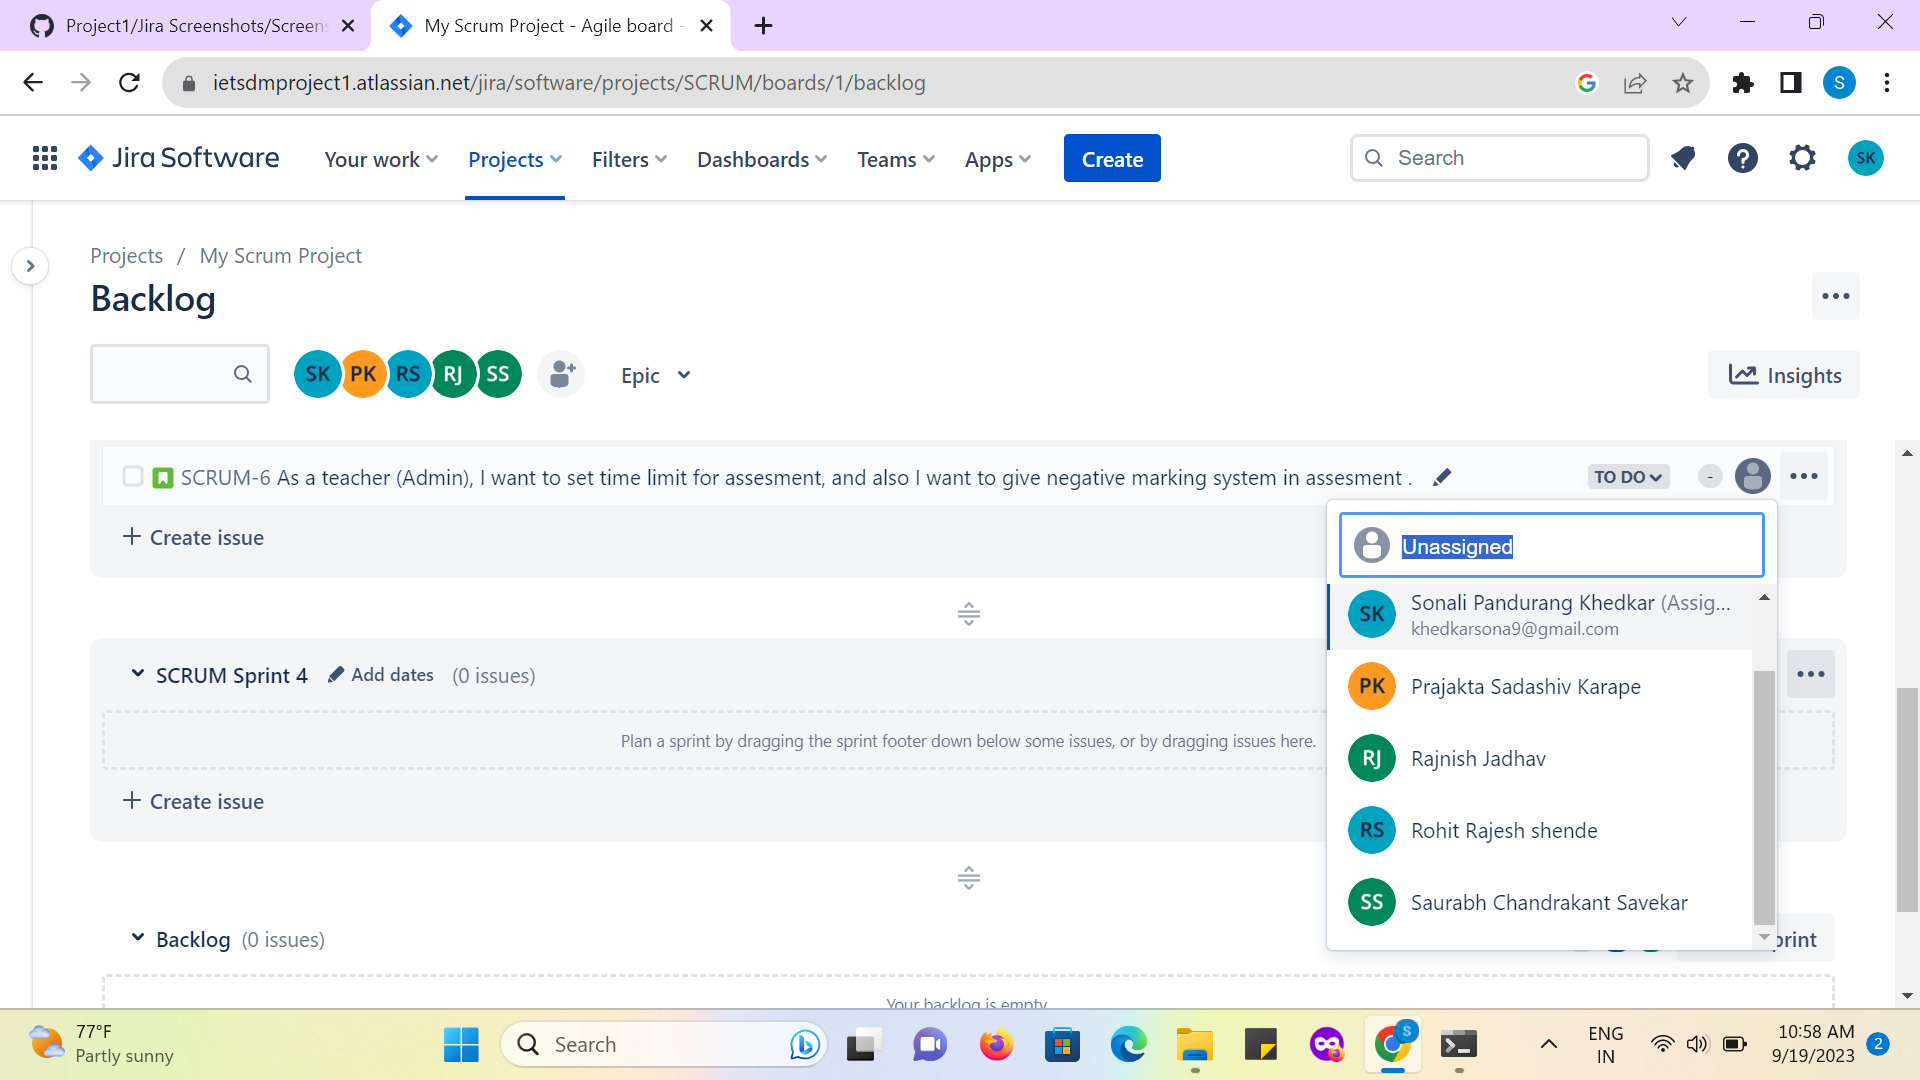 Project1/Jira Screenshots/Screens
My Scrum Project - Agile board -
ietsdmproject1.atlassian.net/jira/software/projects/SCRUM/boards/1/backlog
S
Jira Software
Your work
Projects
Filters
Dashboards
Teams
Apps
Create
Search
SK
Projects / My Scrum Project
Backlog
SK PK RS RJ SS
Epic
Insights
SCRUM-6 As a teacher (Admin), I want to set time limit for assesment, and also I want to give negative marking system in assesment .
TO DO
-
+ Create issue
Unassigned
SK
Sonali Pandurang Khedkar (Assig...
khedkarsona9@gmail.com
PK
Prajakta Sadashiv Karape
RJ
Rajnish Jadhav
RS
Rohit Rajesh shende
SS
Saurabh Chandrakant Savekar
SCRUM Sprint 4
Add dates
(0 issues)
Plan a sprint by dragging the sprint footer down below some issues, or by dragging issues here.
+ Create issue
Backlog (0 issues)
print
Your backlog is empty.
77°F
Partly sunny
Search
S
ENG
IN
10:58 AM
9/19/2023
2